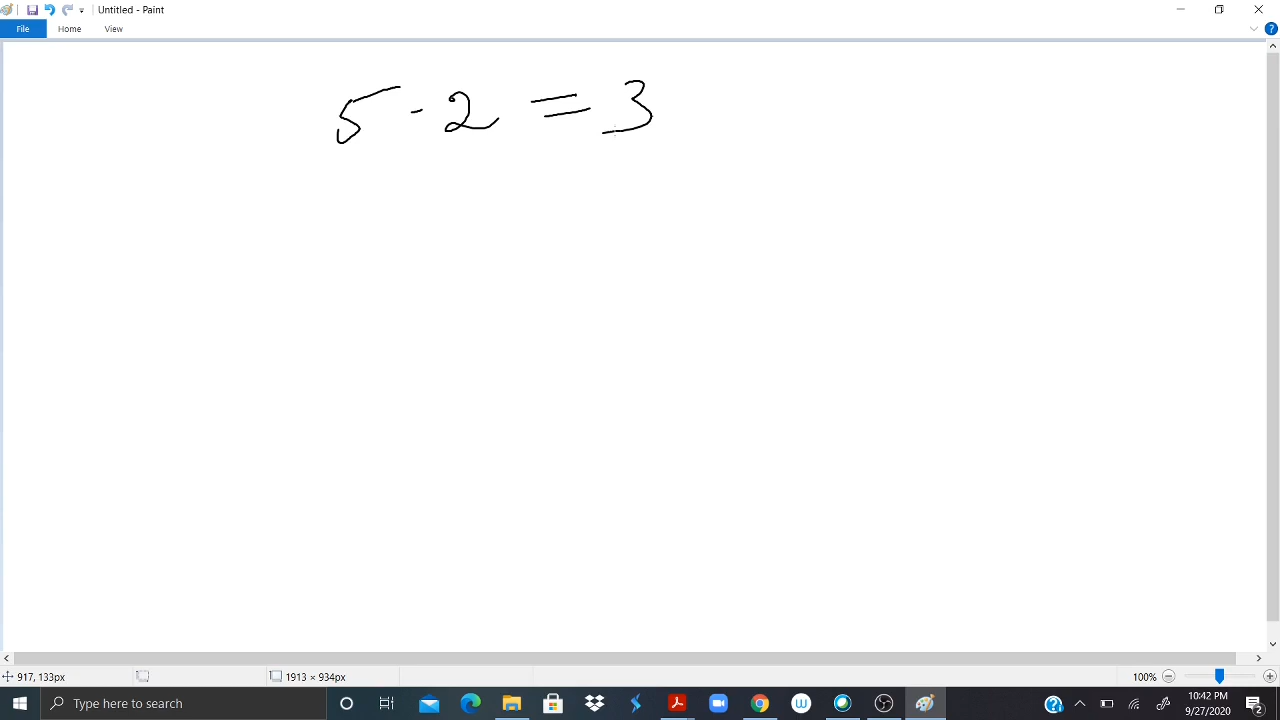 Untitled - Paint
File Home View
5 - 2 = 3
917, 133px 1913 × 934px 100%
Type here to search
10:42 PM
9/27/2020
2